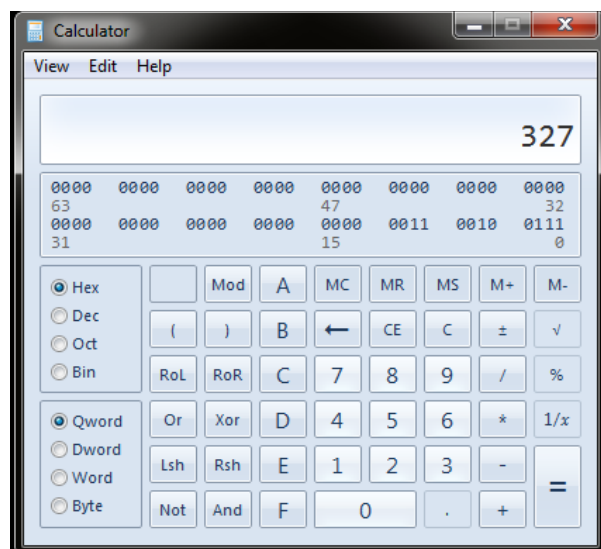 Calculator
View Edit Help
327
0000 0000 0000 0000 0000 0000 0000 0000
63 47 32
0000 0000 0000 0000 0000 0011 0010 0111
31 15 0
Hex Mod A MC MR MS M+ M-
Dec
Oct
( ) B ← CE C ± √
Bin RoL RoR C 7 8 9 / %
Qword Or Xor D 4 5 6 * 1/x
Dword
Word
Lsh Rsh E 1 2 3 - =
Byte Not And F 0 . +